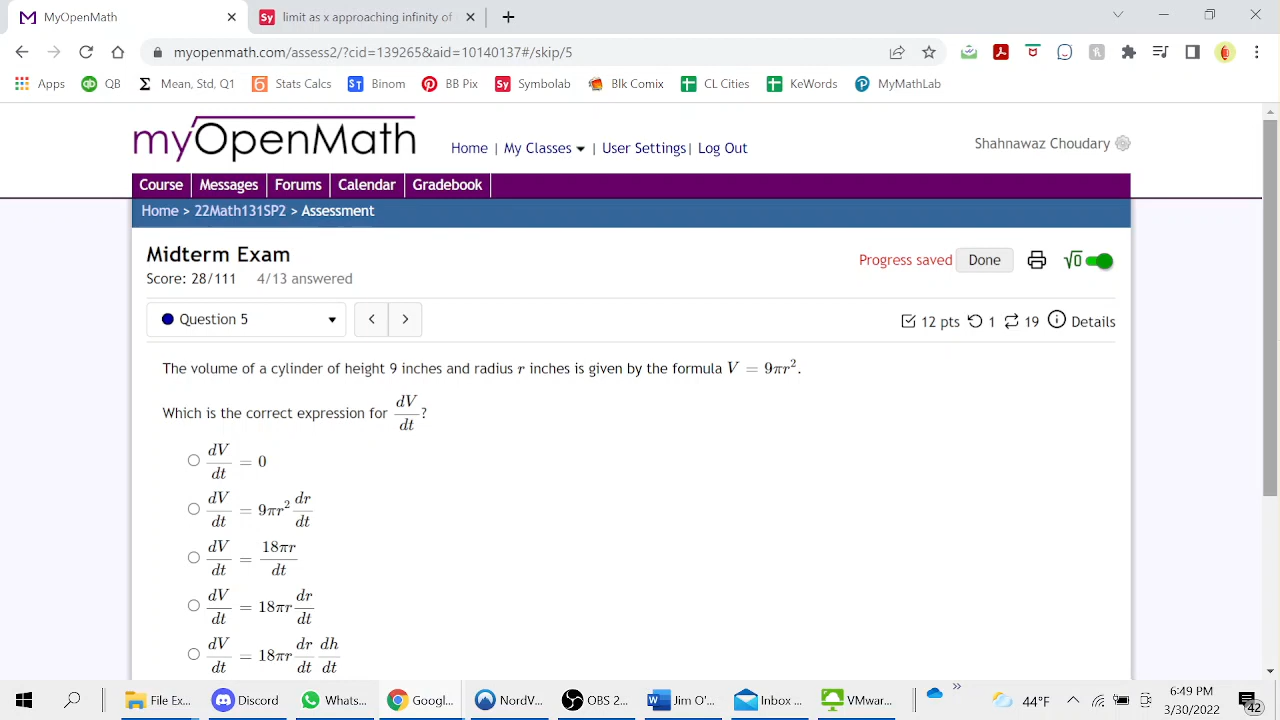 MyOpenMath
limit as x approaching infinity of
myopenmath.com/assess2/?cid=139265&aid=10140137#/skip/5
Apps QB Mean, Std, Q1 Stats Calcs Binom BB Pix Symbolab Blk Comix CL Cities KeWords MyMathLab
myOpenMath
Home | My Classes | User Settings | Log Out
Shahnawaz Choudary
Course Messages Forums Calendar Gradebook
Home > 22Math131SP2 > Assessment
Midterm Exam
Progress saved Done √0
Score: 28/111 4/13 answered
Question 5 < >
12 pts 1 19 Details
The volume of a cylinder of height 9 inches and radius r inches is given by the formula V = 9πr².
Which is the correct expression for dV/dt?
dV/dt = 0
dV/dt = 9πr² dr/dt
dV/dt = 18πr/dt
dV/dt = 18πr dr/dt
dV/dt = 18πr dr/dt dh/dt
File Ex... Discord Whats... Goog... NordV... OBS 2... Jim O'... Inbox ... VMwar... » 44°F
6:49 PM
3/30/2022
42